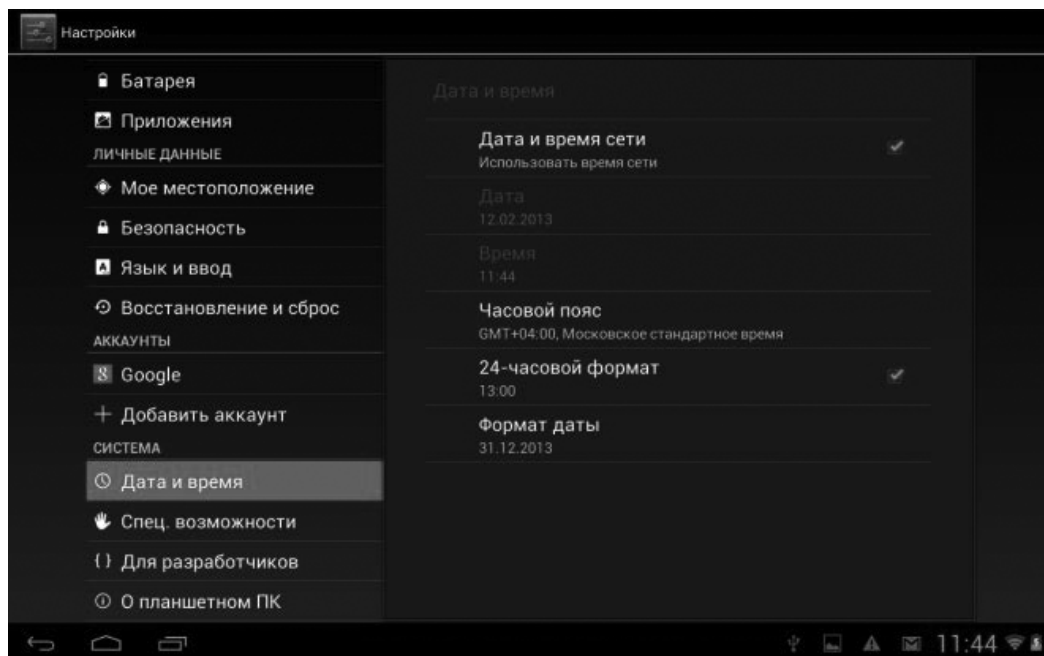 Настройки
Батарея
Приложения
ЛИЧНЫЕ ДАННЫЕ
Мое местоположение
Безопасность
Язык и ввод
Восстановление и сброс
АККАУНТЫ
Google
Добавить аккаунт
СИСТЕМА
Дата и время
Спец. возможности
{ } Для разработчиков
О планшетном ПК
Дата и время
Дата и время сети
Использовать время сети
Дата
12.02.2013
Время
11:44
Часовой пояс
GMT+04:00, Московское стандартное время
24-часовой формат
13:00
Формат даты
31.12.2013
11:44